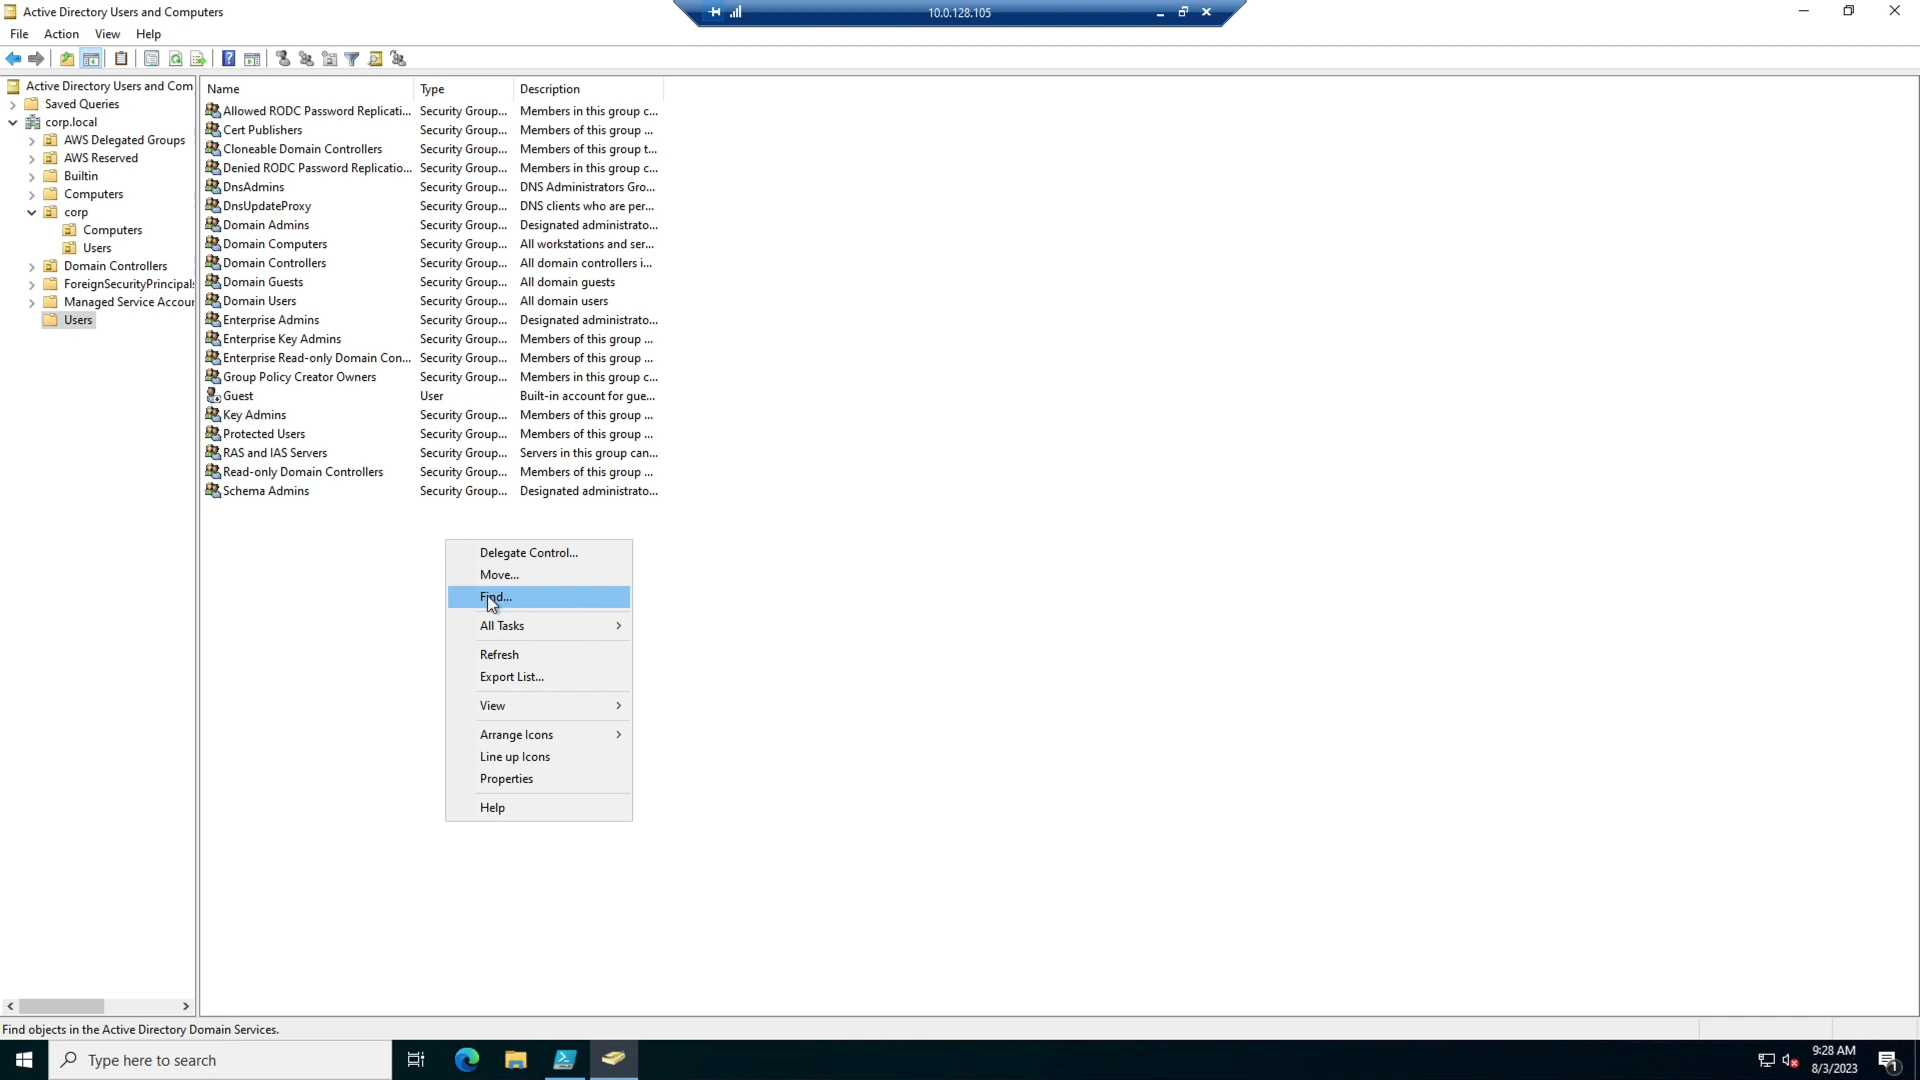 Active Directory Users and Computers
10.0.128.105
File Action View Help
Active Directory Users and Com
Saved Queries
corp.local
AWS Delegated Groups
AWS Reserved
Builtin
Computers
corp
Computers
Users
Domain Controllers
ForeignSecurityPrincipals
Managed Service Accour
Users
Name Type Description
Allowed RODC Password Replicati... Security Group... Members in this group c...
Cert Publishers Security Group... Members of this group ...
Cloneable Domain Controllers Security Group... Members of this group t...
Denied RODC Password Replicatio... Security Group... Members in this group c...
DnsAdmins Security Group... DNS Administrators Gro...
DnsUpdateProxy Security Group... DNS clients who are per...
Domain Admins Security Group... Designated administrato...
Domain Computers Security Group... All workstations and ser...
Domain Controllers Security Group... All domain controllers i...
Domain Guests Security Group... All domain guests
Domain Users Security Group... All domain users
Enterprise Admins Security Group... Designated administrato...
Enterprise Key Admins Security Group... Members of this group ...
Enterprise Read-only Domain Con... Security Group... Members of this group ...
Group Policy Creator Owners Security Group... Members in this group c...
Guest User Built-in account for gue...
Key Admins Security Group... Members of this group ...
Protected Users Security Group... Members of this group ...
RAS and IAS Servers Security Group... Servers in this group can...
Read-only Domain Controllers Security Group... Members of this group ...
Schema Admins Security Group... Designated administrato...
Delegate Control...
Move...
Find...
All Tasks
Refresh
Export List...
View
Arrange Icons
Line up Icons
Properties
Help
Find objects in the Active Directory Domain Services.
Type here to search
9:28 AM
8/3/2023
1